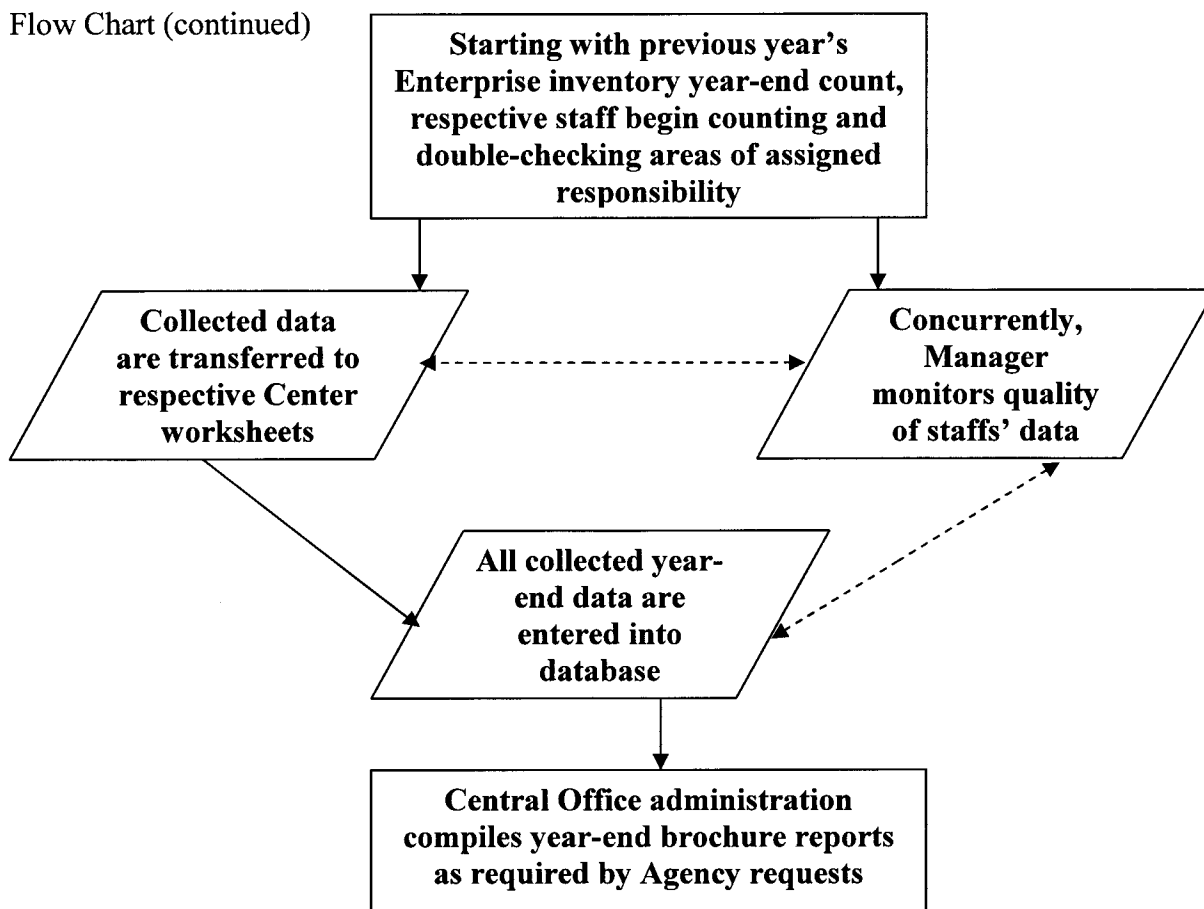 Flow Chart (continued)
Starting with previous year’s
Enterprise inventory year-end count,
respective staff begin counting and
double-checking areas of assigned
responsibility
Collected data
are transferred to
respective Center
worksheets
Concurrently,
Manager
monitors quality
of staffs’ data
All collected year-
end data are
entered into
database
Central Office administration
compiles year-end brochure reports
as required by Agency requests